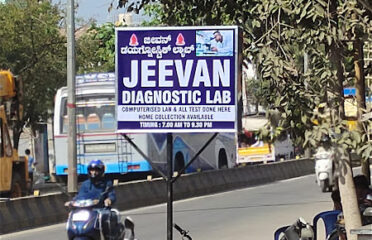 ಜೀವನ್
ಡಯಗ್ನೋಸ್ಟಿಕ್ ಲ್ಯಾಬ್
JEEVAN
DIAGNOSTIC LAB
COMPUTERISED LAB & ALL TEST DONE HERE
HOME COLLECTION AVAILABLE
TIMING : 7.00 AM TO 9.30 PM